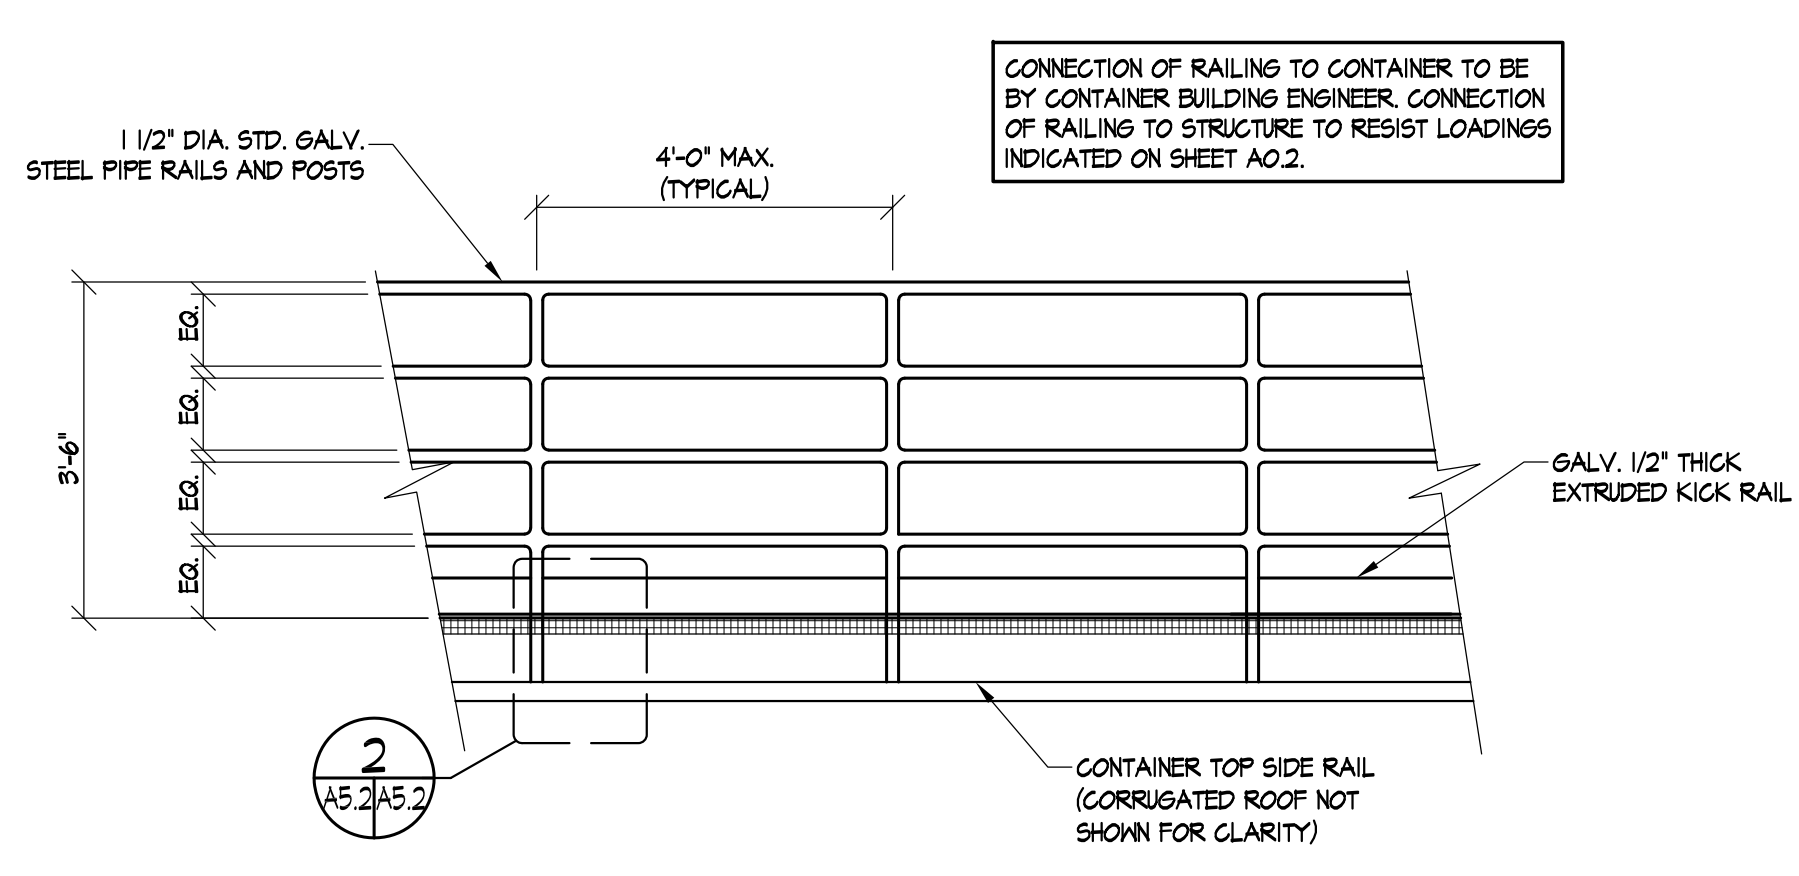 CONNECTION OF RAILING TO CONTAINER TO BE
BY CONTAINER BUILDING ENGINEER. CONNECTION
OF RAILING TO STRUCTURE TO RESIST LOADINGS
INDICATED ON SHEET A0.2.
1 1/2" DIA. STD. GALV.
STEEL PIPE RAILS AND POSTS
4'-0" MAX.
(TYPICAL)
EQ.
EQ.
3'-6"
EQ.
EQ.
GALV. 1/2" THICK
EXTRUDED KICK RAIL
2
A5.2 A5.2
CONTAINER TOP SIDE RAIL
(CORRUGATED ROOF NOT
SHOWN FOR CLARITY)